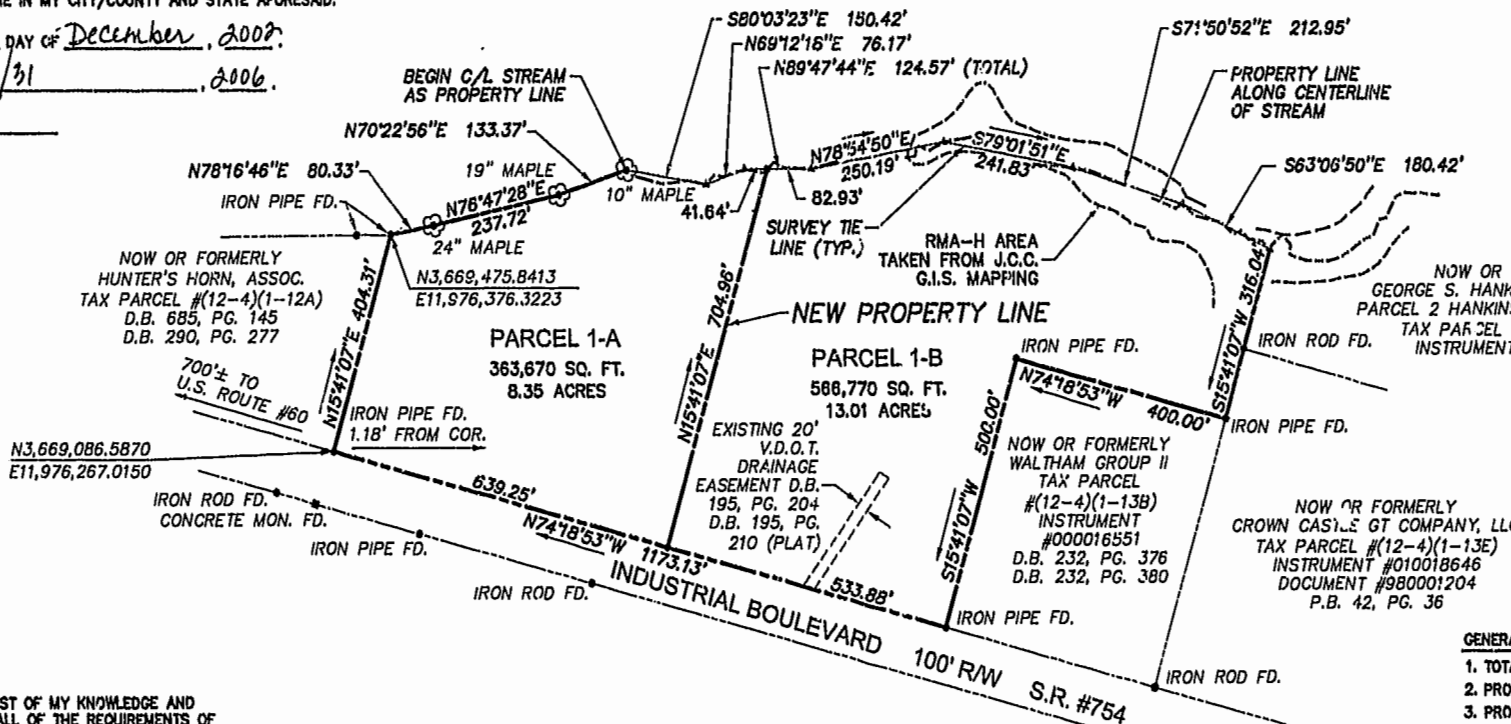 E IN MY CITY/COUNTY AND STATE AFORESAID.
DAY OF December, 2002.
31, 2006.
S80°03'23"E 150.42'
N69°12'16"E 76.17'
N89°47'44"E 124.57' (TOTAL)
S71°50'52"E 212.95'
PROPERTY LINE
ALONG CENTERLINE
OF STREAM
BEGIN C/L STREAM
AS PROPERTY LINE
N70°22'56"E 133.37'
N78°16'46"E 80.33'
19" MAPLE
10" MAPLE
N76°47'28"E
237.72'
24" MAPLE
IRON PIPE FD.
N78°54'50"E
250.19'
S79°01'51"E
241.83'
S63°06'50"E 180.42'
41.64'
82.93'
SURVEY TIE
LINE (TYP.)
RMA-H AREA
TAKEN FROM J.C.C.
G.I.S. MAPPING
NOW OR FORMERLY
HUNTER'S HORN, ASSOC.
TAX PARCEL #(12-4)(1-12A)
D.B. 685, PG. 145
D.B. 290, PG. 277
N3,669,475.8413
E11,976,376.3223
N15°41'07"E 404.31'
PARCEL 1-A
363,670 SQ. FT.
8.35 ACRES
N15°41'07"E 704.96'
NEW PROPERTY LINE
PARCEL 1-B
566,770 SQ. FT.
13.01 ACRES
S15°41'07"W 316.04'
NOW OR
GEORGE S. HANK
PARCEL 2 HANKIN
TAX PARCEL
INSTRUMENT
IRON ROD FD.
IRON PIPE FD.
N74°18'53"W
400.00'
IRON PIPE FD.
700'± TO
U.S. ROUTE #60
IRON PIPE FD.
1.18' FROM COR.
N3,669,086.5870
E11,976,267.0150
EXISTING 20'
V.D.O.T.
DRAINAGE
EASEMENT D.B.
195, PG. 204
D.B. 195, PG.
210 (PLAT)
500.00'
S15°41'07"W
NOW OR FORMERLY
WALTHAM GROUP II
TAX PARCEL
#(12-4)(1-13B)
INSTRUMENT
#000016551
D.B. 232, PG. 376
D.B. 232, PG. 380
NOW OR FORMERLY
CROWN CASTLE GT COMPANY, LLC
TAX PARCEL #(12-4)(1-13E)
INSTRUMENT #010018646
DOCUMENT #980001204
P.B. 42, PG. 36
IRON ROD FD.
CONCRETE MON. FD.
IRON PIPE FD.
639.25'
N74°18'53"W 1173.13'
533.88'
IRON ROD FD.
IRON PIPE FD.
INDUSTRIAL BOULEVARD 100' R/W S.R. #754
IRON ROD FD.
GENERA
1. TOTA
2. PRO
3. PRO
ST OF MY KNOWLEDGE AND
ALL OF THE REQUIREMENTS OF